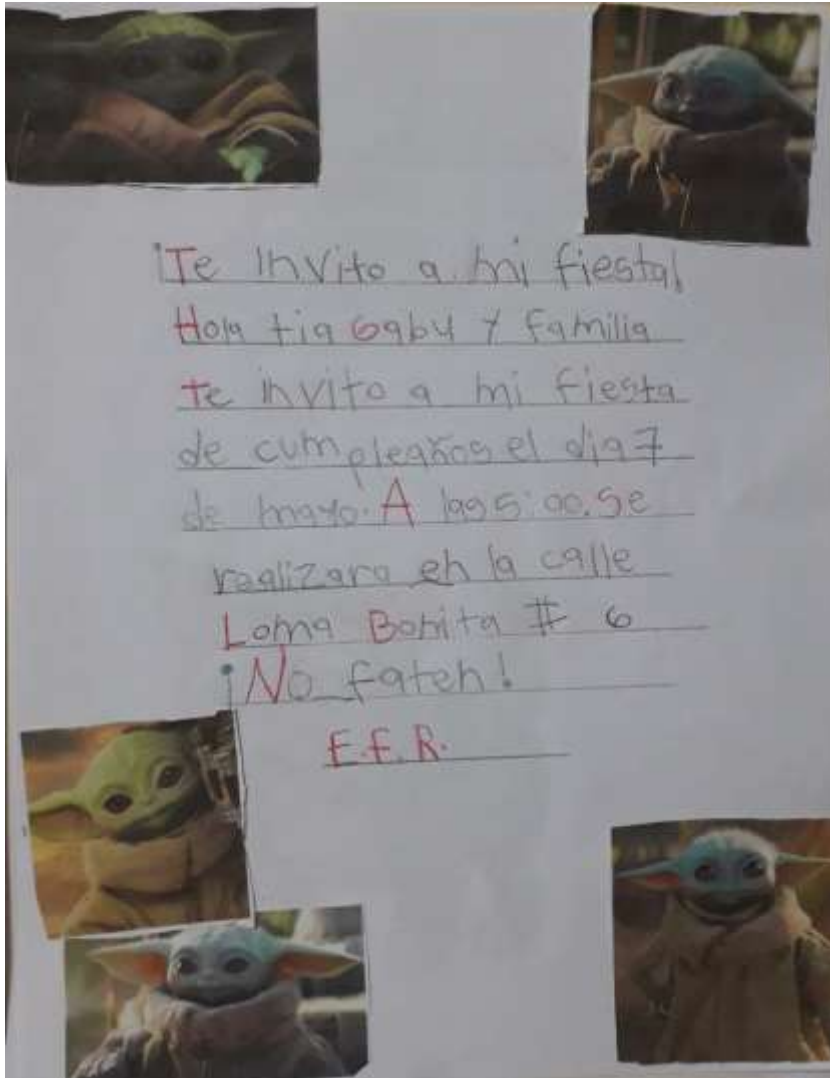 ¡Te invito a mi fiesta!
Hola tia Gaby y familia
te invito a mi fiesta
de cumpleaños el dia 7
de mayo. A las 5:00. Se
realizara en la calle
Loma Bonita # 6
¡No faten!
E.F.R.